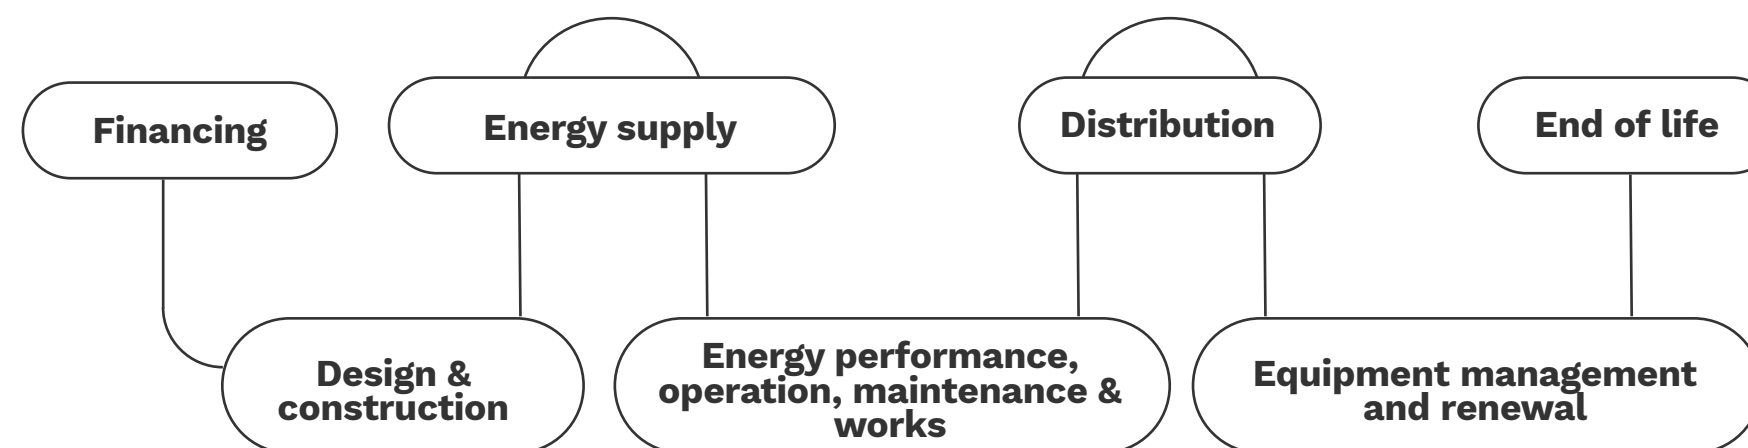 Financing
Energy supply
Distribution
End of life
Design &
construction
Energy performance,
operation, maintenance &
works
Equipment management
and renewal